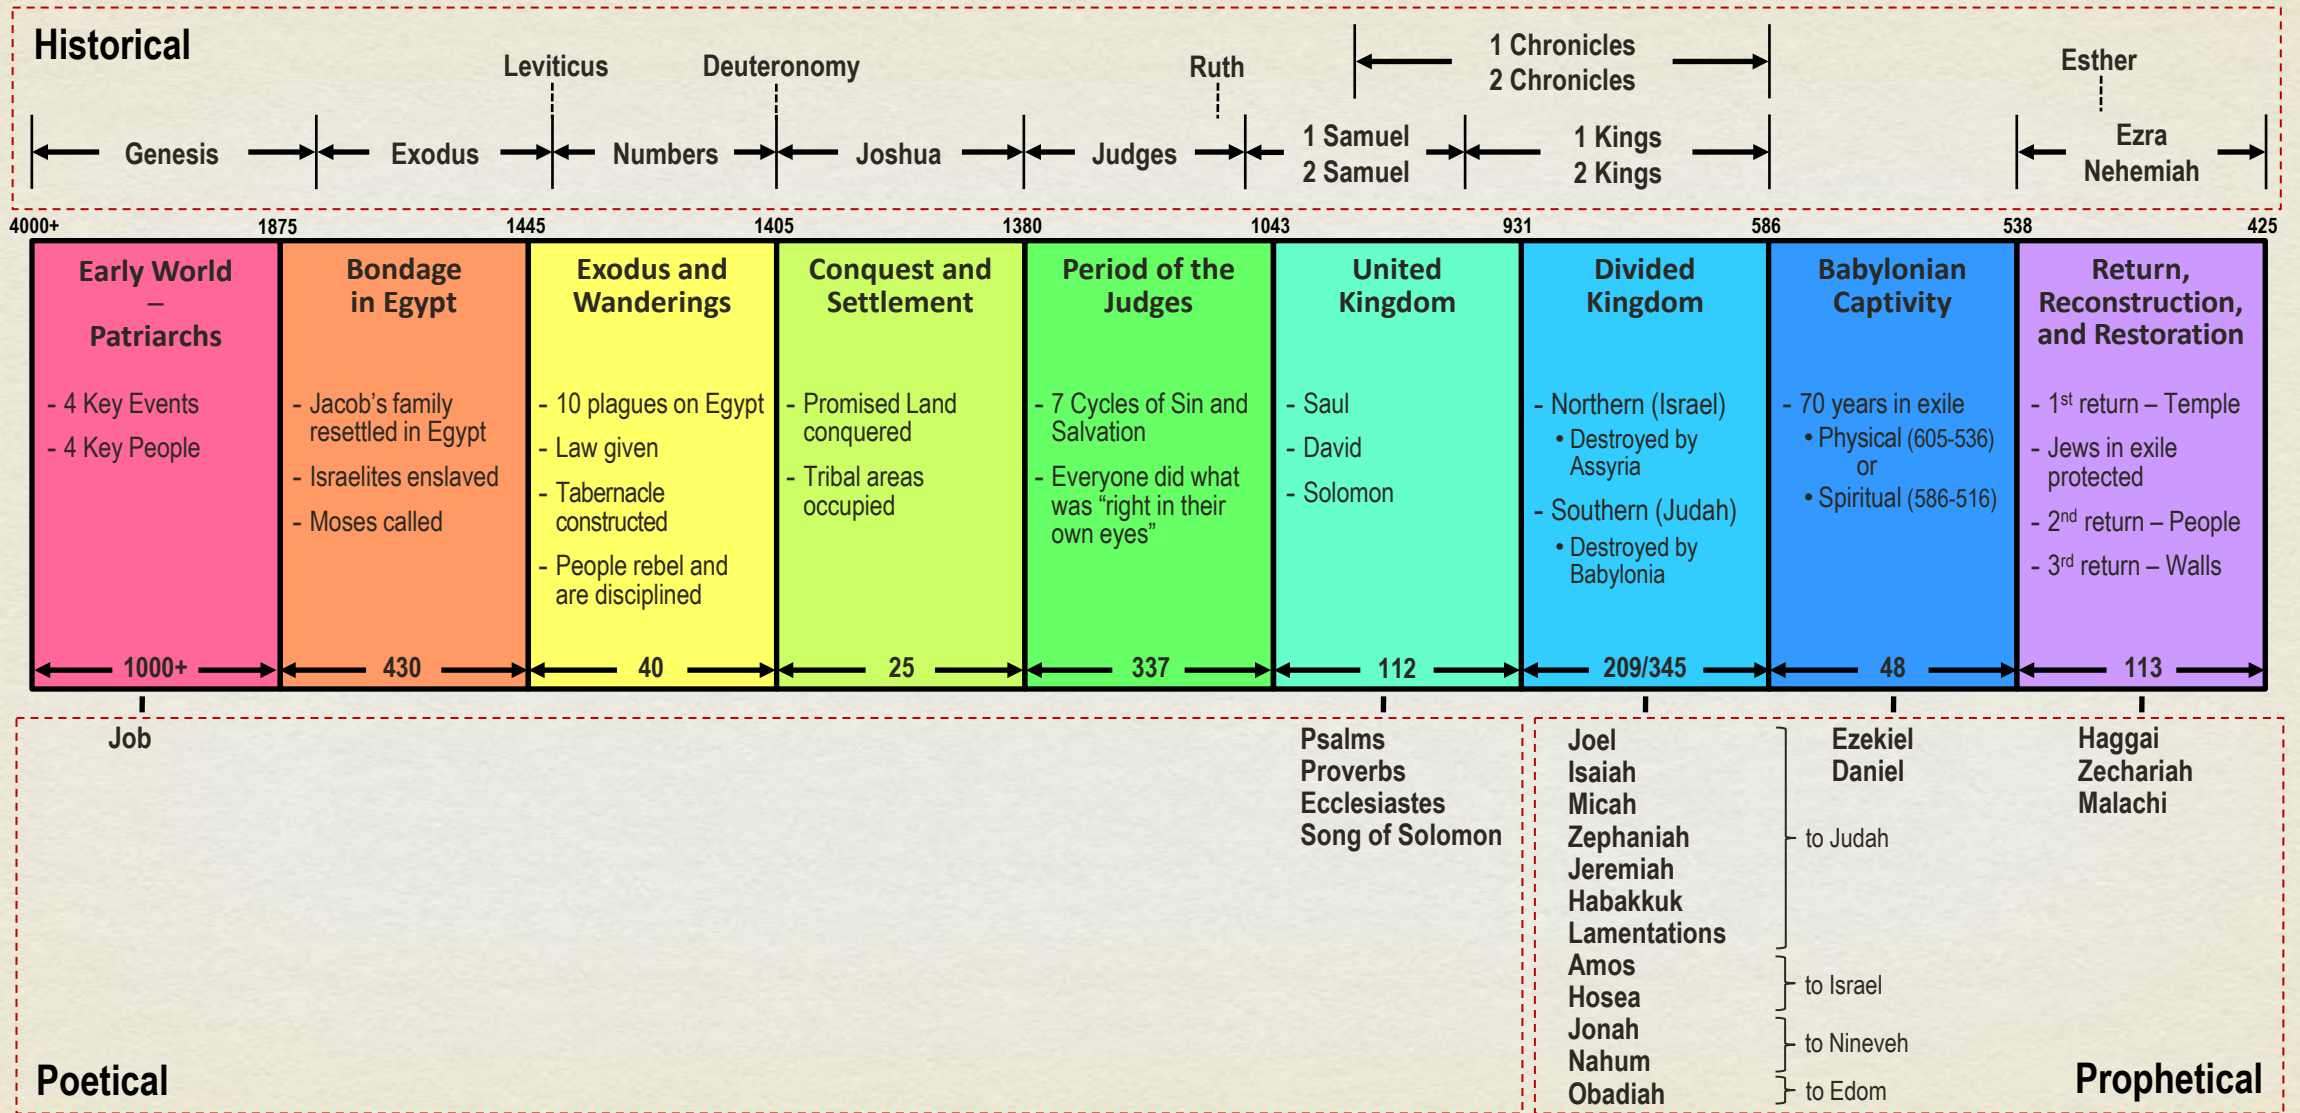 Historical
Leviticus
Deuteronomy
Ruth
1 Chronicles
2 Chronicles
Esther
Genesis
Exodus
Numbers
Joshua
Judges
1 Samuel
2 Samuel
1 Kings
2 Kings
Ezra
Nehemiah
4000+
1875
1445
1405
1380
1043
931
586
538
425
Early World
–
Patriarchs
- 4 Key Events
- 4 Key People
1000+
Bondage
in Egypt
- Jacob’s family
resettled in Egypt
- Israelites enslaved
- Moses called
430
Exodus and
Wanderings
- 10 plagues on Egypt
- Law given
- Tabernacle
constructed
- People rebel and
are disciplined
40
Conquest and
Settlement
- Promised Land
conquered
- Tribal areas
occupied
25
Period of the
Judges
- 7 Cycles of Sin and
Salvation
- Everyone did what
was “right in their
own eyes”
337
United
Kingdom
- Saul
- David
- Solomon
112
Divided
Kingdom
- Northern (Israel)
• Destroyed by
Assyria
- Southern (Judah)
• Destroyed by
Babylonia
209/345
Babylonian
Captivity
- 70 years in exile
• Physical (605-536)
or
• Spiritual (586-516)
48
Return,
Reconstruction,
and Restoration
- 1st return – Temple
- Jews in exile
protected
- 2nd return – People
- 3rd return – Walls
113
Job
Psalms
Proverbs
Ecclesiastes
Song of Solomon
Poetical
Joel
Isaiah
Micah
Zephaniah
Jeremiah
Habakkuk
Lamentations
to Judah
Amos
Hosea
to Israel
Jonah
Nahum
to Nineveh
Obadiah
to Edom
Ezekiel
Daniel
Haggai
Zechariah
Malachi
Prophetical